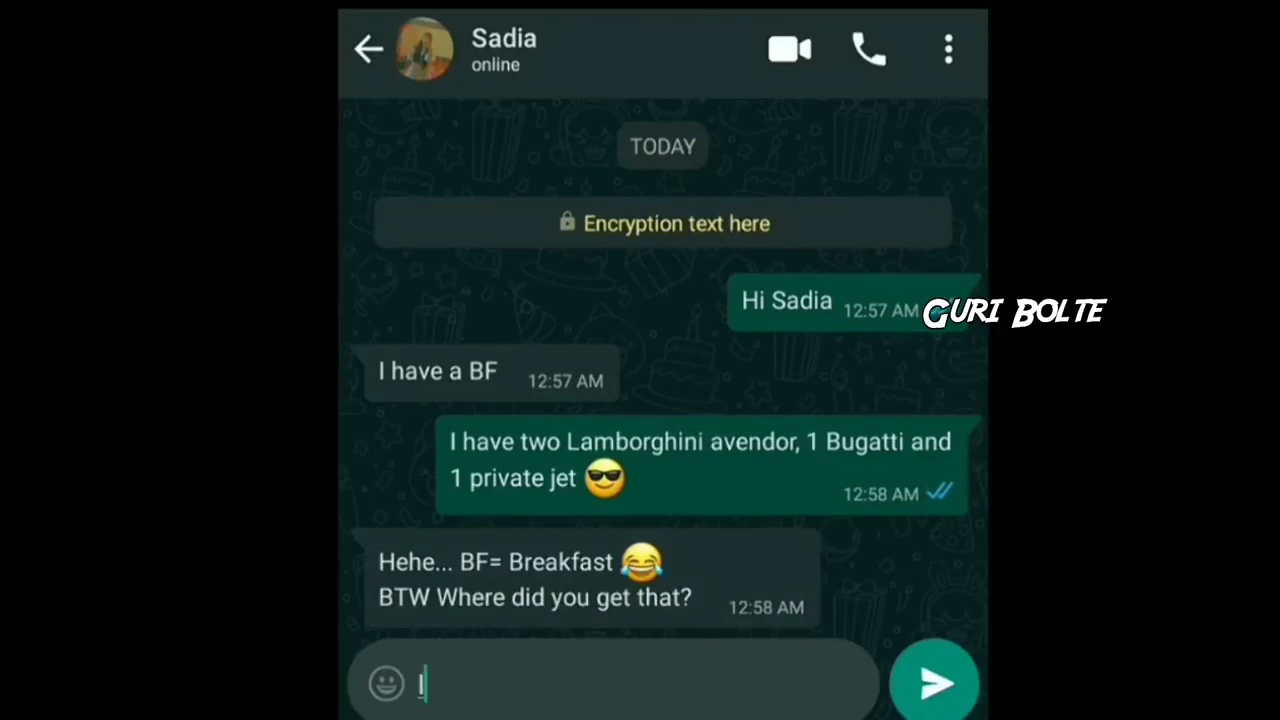 Sadia
online
TODAY
Encryption text here
Hi Sadia 12:57 AM
GURI BOLTE
I have a BF 12:57 AM
I have two Lamborghini avendor, 1 Bugatti and
1 private jet 😎
12:58 AM
Hehe... BF= Breakfast 😂
BTW Where did you get that? 12:58 AM
I